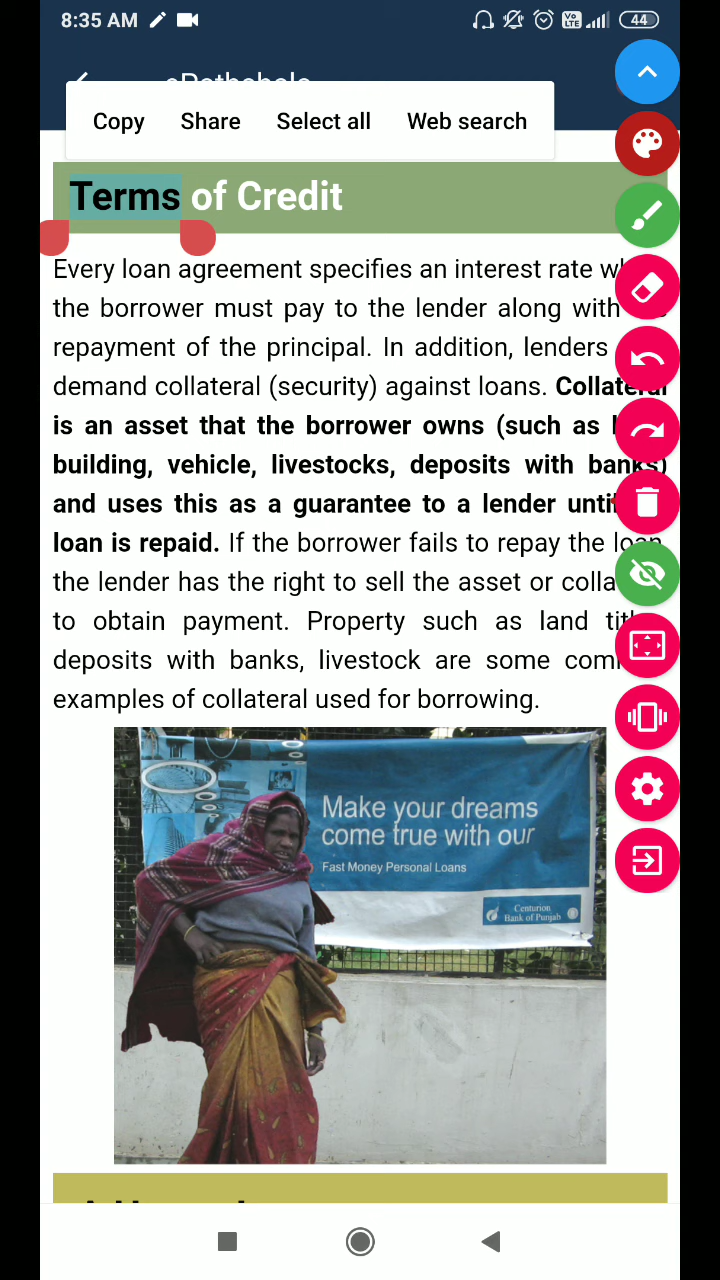 8:35 AM
Vo
LTE
44
Copy Share Select all Web search
Terms of Credit
Every loan agreement specifies an interest rate
the borrower must pay to the lender along with
repayment of the principal. In addition, lenders
demand collateral (security) against loans. Collateral
is an asset that the borrower owns (such as
building, vehicle, livestocks, deposits with banks)
and uses this as a guarantee to a lender until
loan is repaid. If the borrower fails to repay the loan,
the lender has the right to sell the asset or
to obtain payment. Property such as land
deposits with banks, livestock are some
examples of collateral used for borrowing.
Make your dreams
come true with our
Fast Money Personal Loans
Centurion
Bank of Punjab